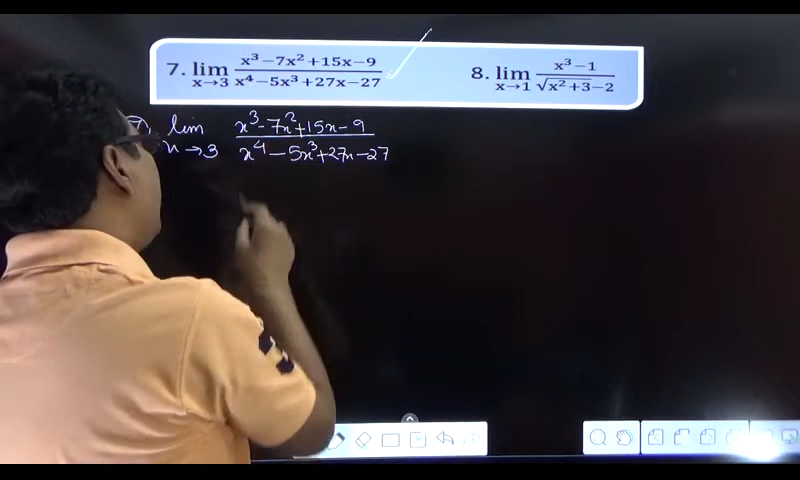 7. lim x→3 (x³−7x²+15x−9)/(x⁴−5x³+27x−27)
8. lim x→1 (x³−1)/(√(x²+3)−2)
⑦ lim x→3 (x³-7x²+15x-9)/(x⁴-5x³+27x-27)